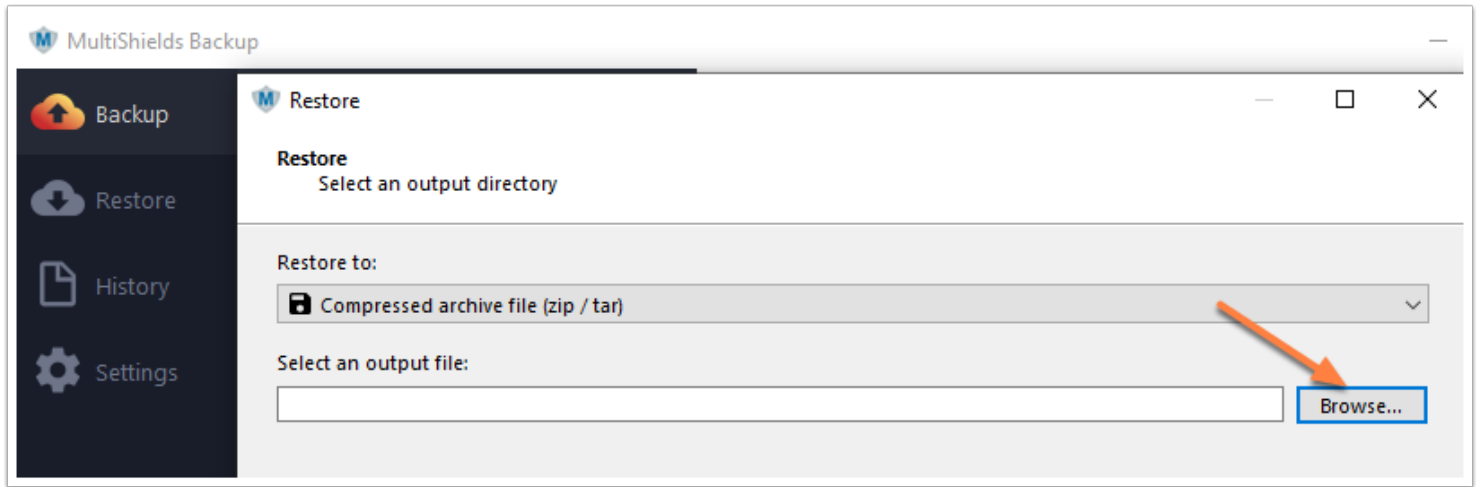 MultiShields Backup
Backup
Restore
History
Settings
Restore
Restore
Select an output directory
Restore to:
Compressed archive file (zip / tar)
Select an output file:
Browse...